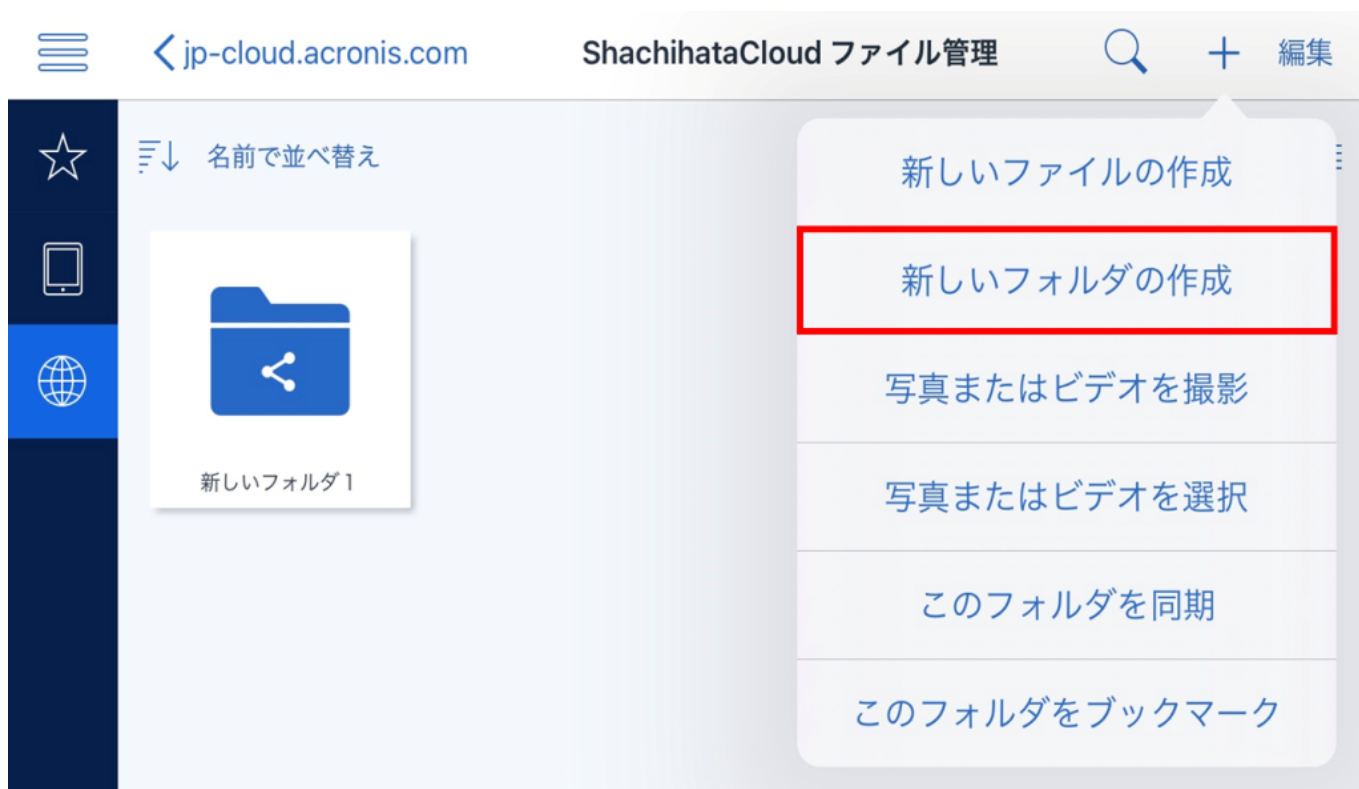 jp-cloud.acronis.com
ShachihataCloud ファイル管理
編集
名前で並べ替え
新しいファイルの作成
新しいフォルダの作成
写真またはビデオを撮影
写真またはビデオを選択
このフォルダを同期
このフォルダをブックマーク
新しいフォルダ1